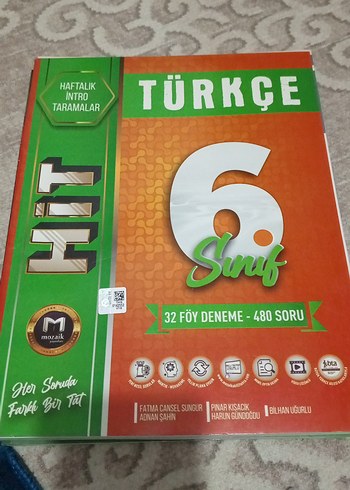 HAFTALIK
İNTRO
TARAMALAR
TÜRKÇE
HİT
6.
Sınıf
32 FÖY DENEME - 480 SORU
M
mozaik
Her Soruda
Farklı Bir Tat
FATMA CANSEL SUNGUR
ADNAN ŞAHİN
PINAR KISACIK
HARUN GÜNDOĞDU
BİLHAN UĞURLU